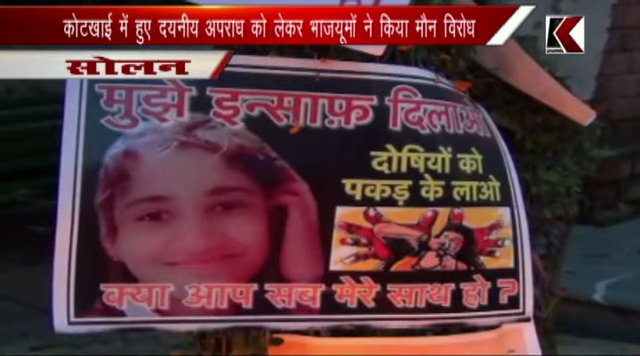 कोटखाई में हुए दयनीय अपराध को लेकर भाजयूमों ने किया मौन विरोध
सोलन
K
मुझे इन्साफ़ दिलाओ
दोषियों को
पकड़ के लाओ
क्या आप सब मेरे साथ हो ?